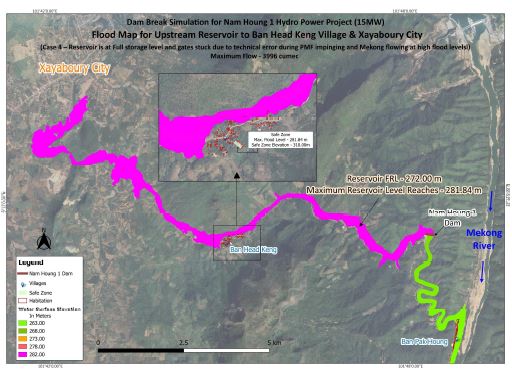 Dam Break Simulation for Nam Houng 1 Hydro Power Project (15MW)
Flood Map for Upstream Reservoir to Ban Head Keng Village & Xayaboury City
(Case 4 – Reservoir is at Full storage level and gates stuck due to technical error during PMF impinging and Mekong flowing at high flood levels)
Maximum Flow - 3996 cumec
Xayaboury City
Safe Zone
Max. Flood Level - 281.84 m
Safe Zone Elevation - 310.00m
Reservoir FRL - 272.00 m
Maximum Reservoir Level Reaches - 281.84 m
Nam Houng 1
Dam
Mekong
River
N
Ban Head Keng
Legend
Nam Houng 1 Dam
Villages
Safe Zone
Habitation
Water Surface Elevation
In Meters
263.00
268.00
273.00
278.00
282.00
Ban Pak Houng
0
2.5
5 km